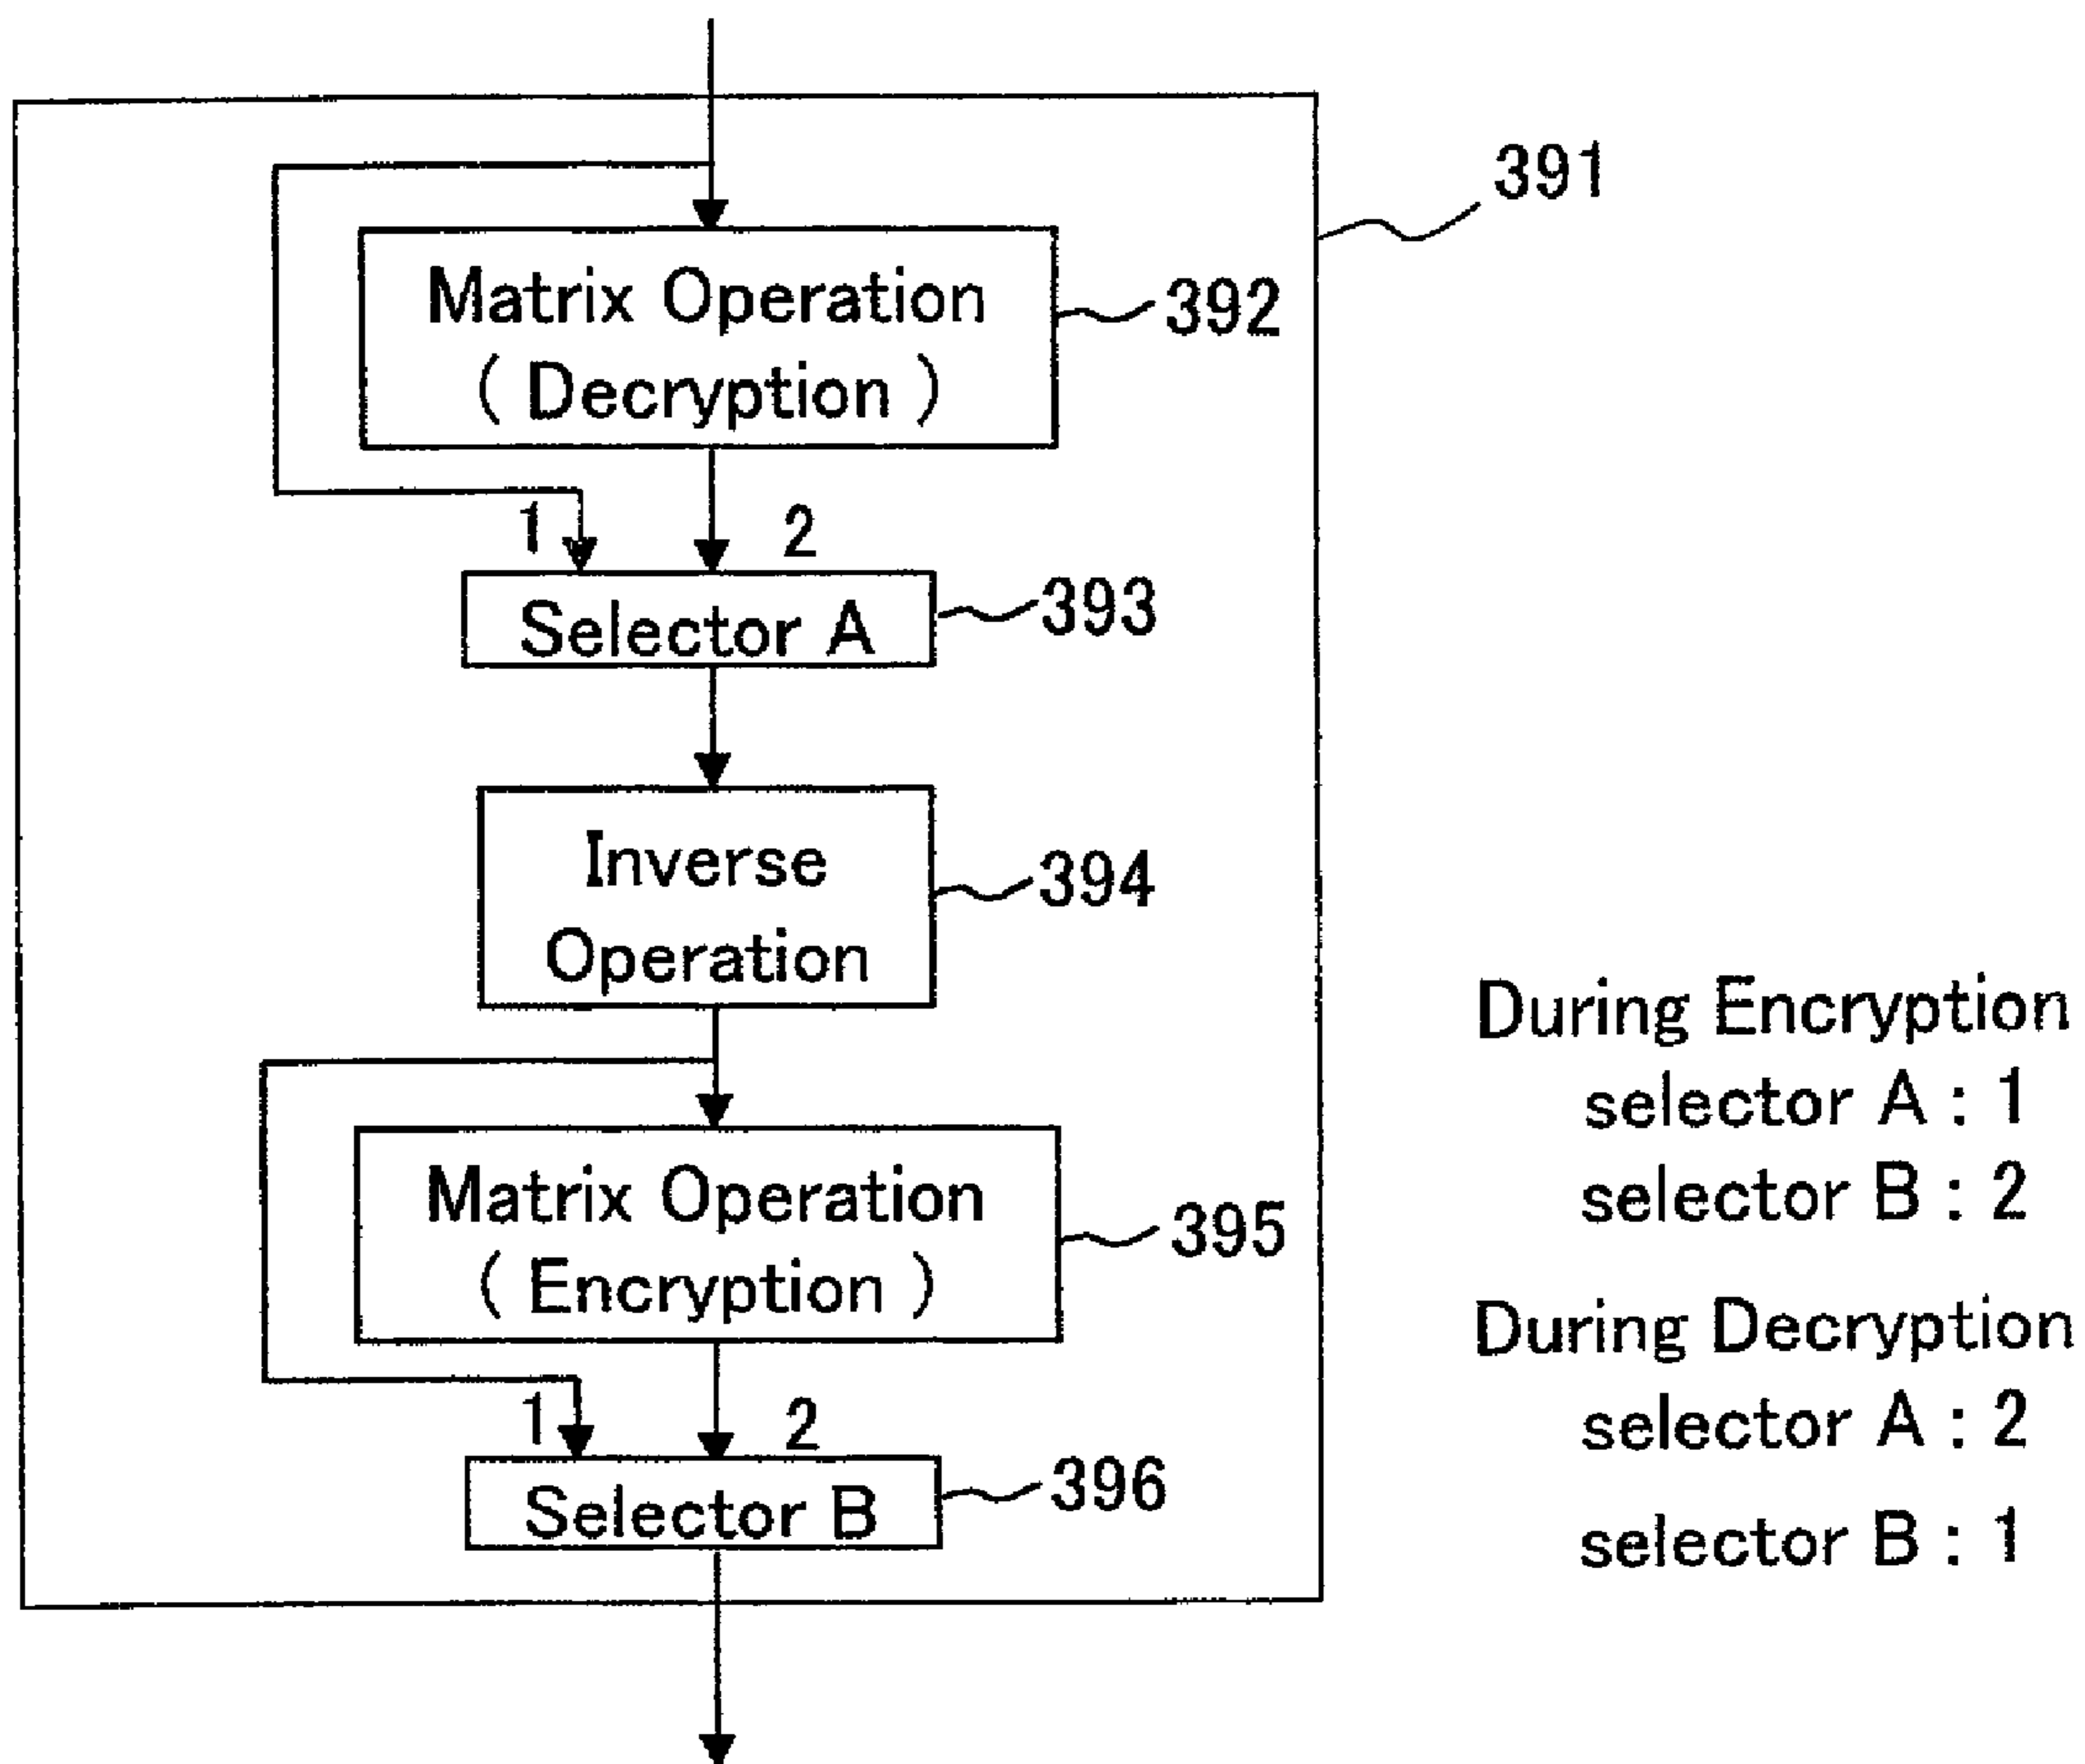 391
Matrix Operation
( Decryption )
392
1
2
Selector A
393
Inverse
Operation
394
Matrix Operation
( Encryption )
395
1
2
Selector B
396
During Encryption
selector A : 1
selector B : 2
During Decryption
selector A : 2
selector B : 1